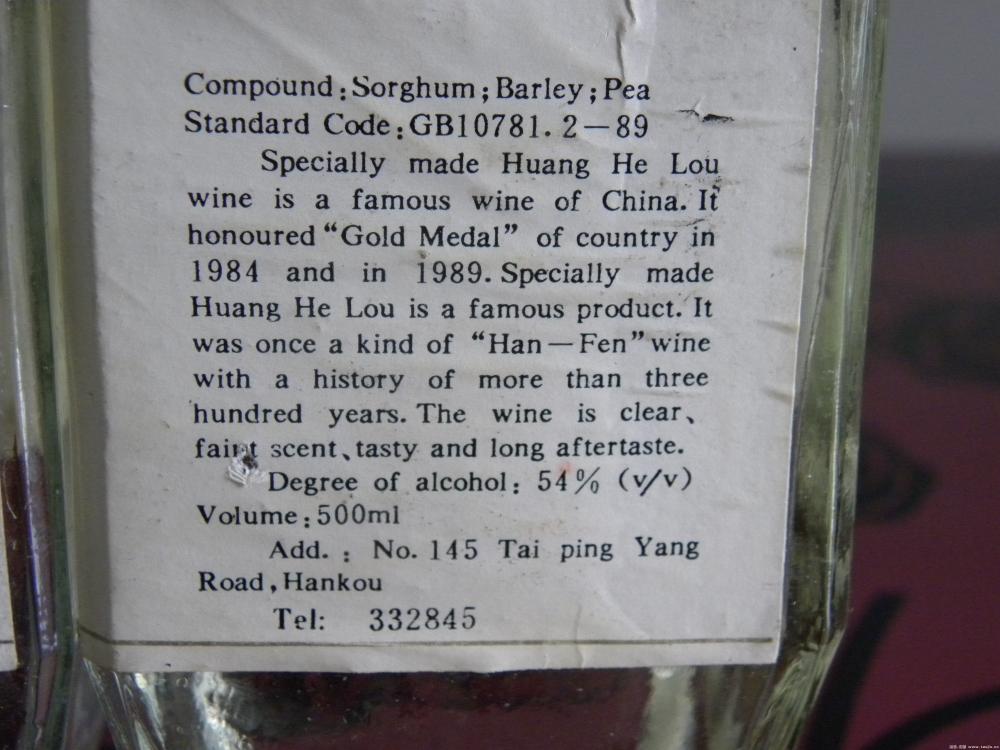 Compound:Sorghum;Barley;Pea
Standard Code:GB10781.2—89
Specially made Huang He Lou
wine is a famous wine of China. It
honoured “Gold Medal” of country in
1984 and in 1989. Specially made
Huang He Lou is a famous product. It
was once a kind of “Han—Fen” wine
with a history of more than three
hundred years. The wine is clear、
faint scent、tasty and long aftertaste.
Degree of alcohol: 54% (v/v)
Volume:500ml
Add. : No. 145 Tai ping Yang
Road,Hankou
Tel: 332845